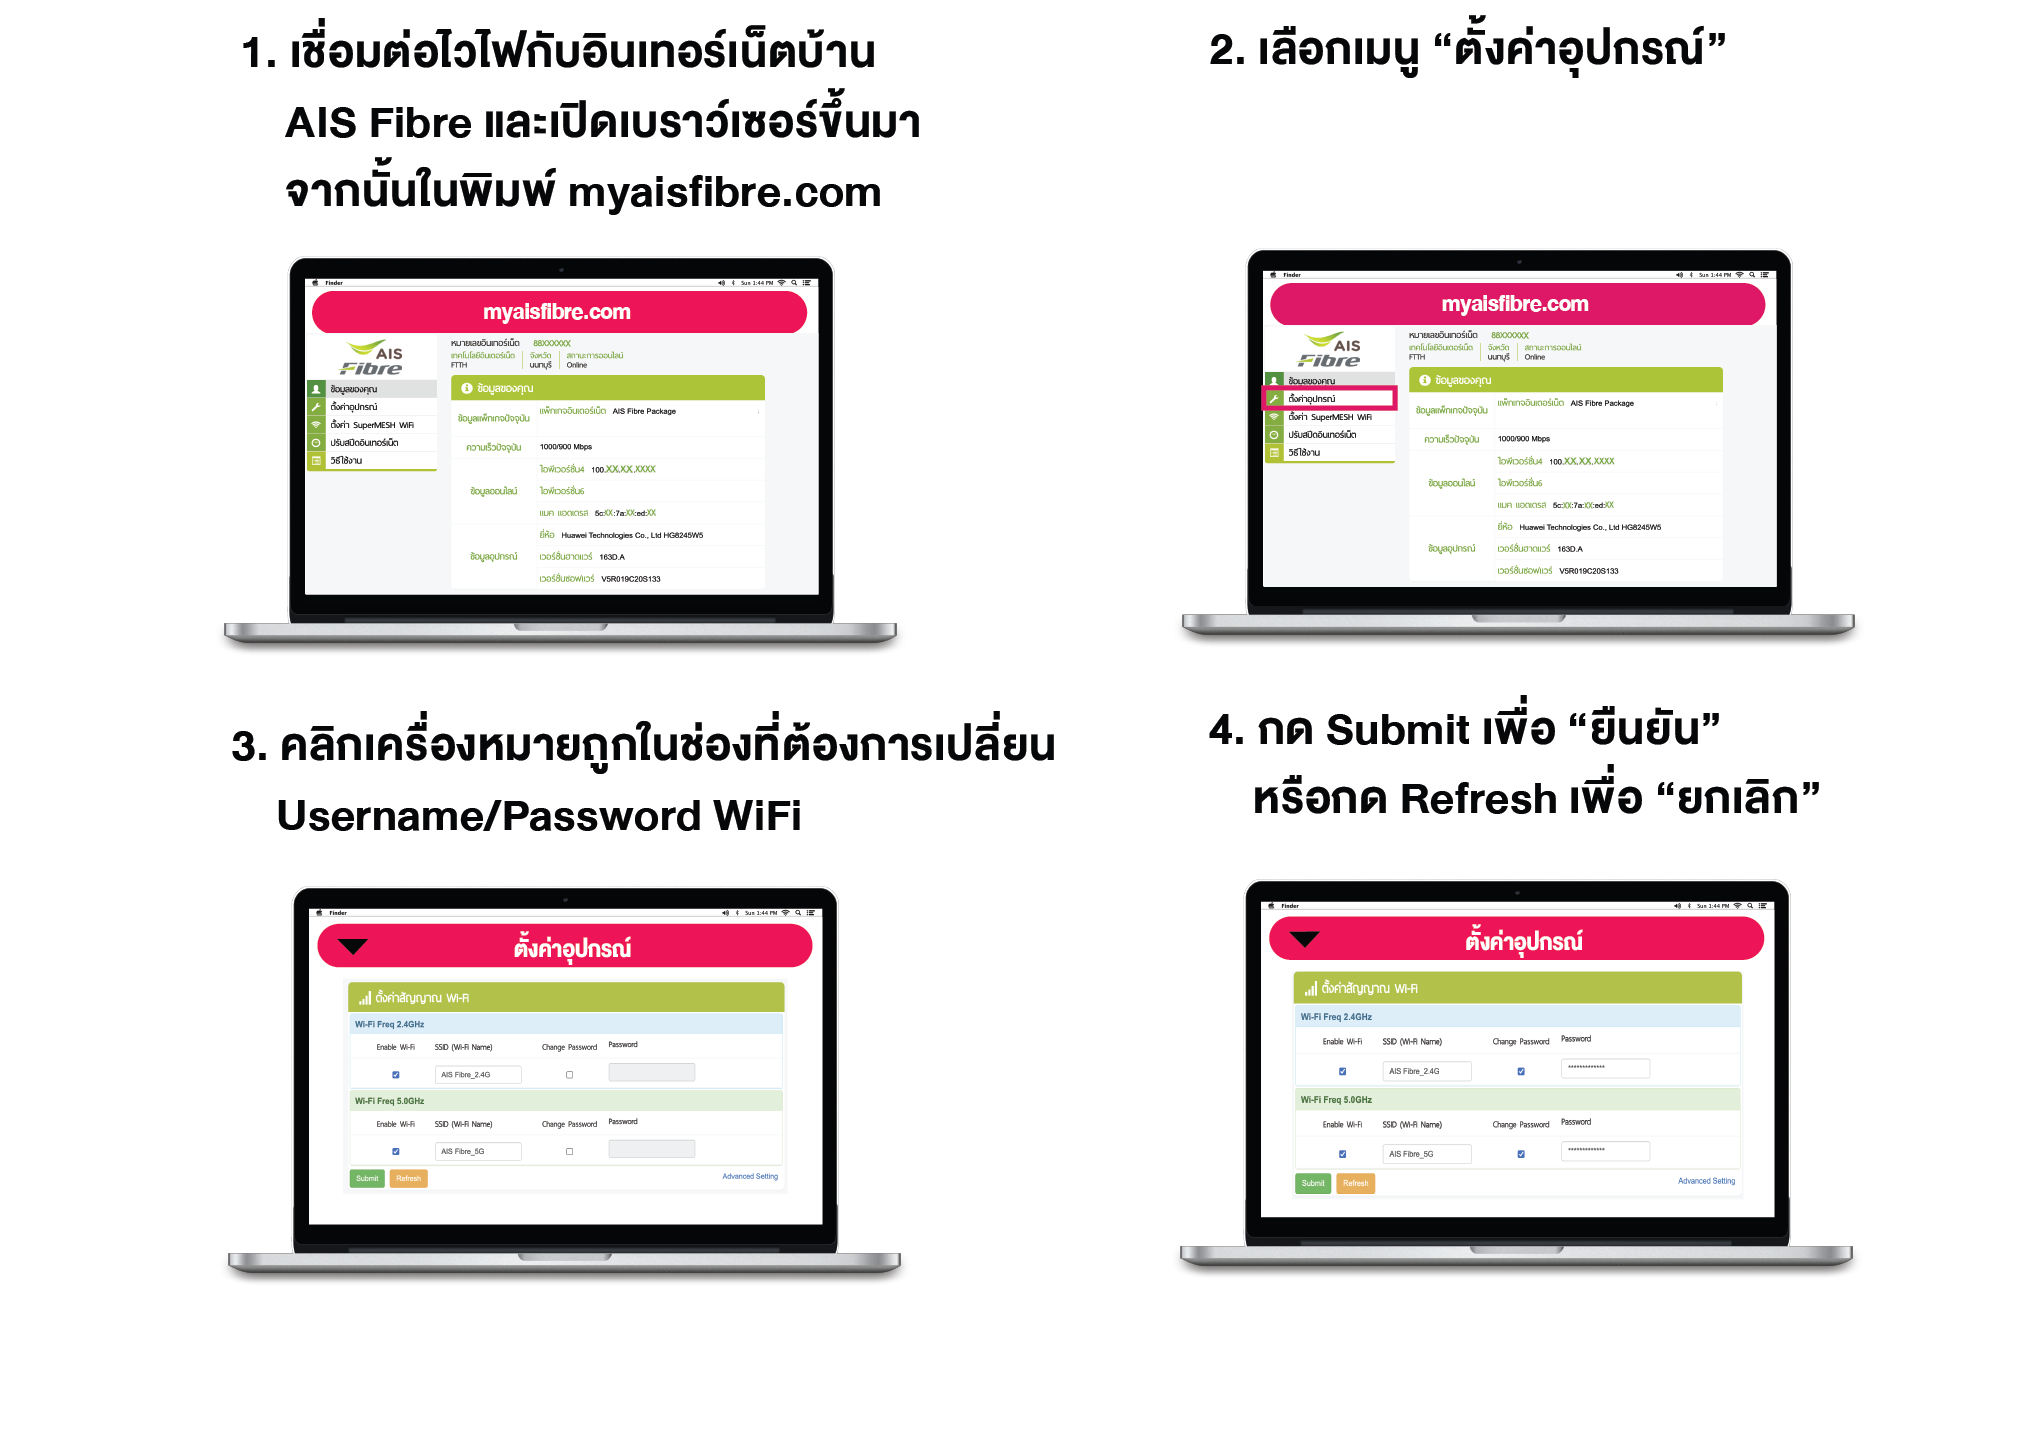 1. เชื่อมต่อไวไฟกับอินเทอร์เน็ตบ้าน
AIS Fibre และเปิดเบราว์เซอร์ขึ้นมา
จากนั้นในพิมพ์ myaisfibre.com
Finder
Sun 1:44 PM
myaisfibre.com
AIS
Fibre
หมายเลขอินเทอร์เน็ต 88XXXXXX
เทคโนโลยีอินเตอร์เน็ต จังหวัด สถานะการออนไลน์
FTTH นนทบุรี Online
ข้อมูลของคุณ
ตั้งค่าอุปกรณ์
ตั้งค่า SuperMESH WiFi
ปรับสปีดอินเทอร์เน็ต
วิธีใช้งาน
ข้อมูลของคุณ
ข้อมูลแพ็กเกจปัจจุบัน แพ็กเกจอินเตอร์เน็ต AIS Fibre Package
ความเร็วปัจจุบัน 1000/900 Mbps
ไอพีเวอร์ชั่น4 100.XX.XX.XXXX
ข้อมูลออนไลน์ ไอพีเวอร์ชั่น6
แมค แอดเดรส 5c:XX:7a:XX:ed:XX
ยี่ห้อ Huawei Technologies Co., Ltd HG8245W5
ข้อมูลอุปกรณ์ เวอร์ชั่นฮาดแวร์ 163D.A
เวอร์ชั่นซอฟแวร์ V5R019C20S133
2. เลือกเมนู “ตั้งค่าอุปกรณ์”
Finder
Sun 1:44 PM
myaisfibre.com
AIS
Fibre
หมายเลขอินเทอร์เน็ต 88XXXXXX
เทคโนโลยีอินเตอร์เน็ต จังหวัด สถานะการออนไลน์
FTTH นนทบุรี Online
ข้อมูลของคุณ
ตั้งค่าอุปกรณ์
ตั้งค่า SuperMESH WiFi
ปรับสปีดอินเทอร์เน็ต
วิธีใช้งาน
ข้อมูลของคุณ
ข้อมูลแพ็กเกจปัจจุบัน แพ็กเกจอินเตอร์เน็ต AIS Fibre Package
ความเร็วปัจจุบัน 1000/900 Mbps
ไอพีเวอร์ชั่น4 100.XX.XX.XXXX
ข้อมูลออนไลน์ ไอพีเวอร์ชั่น6
แมค แอดเดรส 5c:XX:7a:XX:ed:XX
ยี่ห้อ Huawei Technologies Co., Ltd HG8245W5
ข้อมูลอุปกรณ์ เวอร์ชั่นฮาดแวร์ 163D.A
เวอร์ชั่นซอฟแวร์ V5R019C20S133
3. คลิกเครื่องหมายถูกในช่องที่ต้องการเปลี่ยน
Username/Password WiFi
Finder
Sun 1:44 PM
ตั้งค่าอุปกรณ์
ตั้งค่าสัญญาณ Wi-Fi
Wi-Fi Freq 2.4GHz
Enable Wi-Fi SSID (Wi-Fi Name) Change Password Password
AIS Fibre_2.4G
Wi-Fi Freq 5.0GHz
Enable Wi-Fi SSID (Wi-Fi Name) Change Password Password
AIS Fibre_5G
Submit Refresh Advanced Setting
4. กด Submit เพื่อ “ยืนยัน”
หรือกด Refresh เพื่อ “ยกเลิก”
Finder
Sun 1:44 PM
ตั้งค่าอุปกรณ์
ตั้งค่าสัญญาณ Wi-Fi
Wi-Fi Freq 2.4GHz
Enable Wi-Fi SSID (Wi-Fi Name) Change Password Password
AIS Fibre_2.4G *************
Wi-Fi Freq 5.0GHz
Enable Wi-Fi SSID (Wi-Fi Name) Change Password Password
AIS Fibre_5G *************
Submit Refresh Advanced Setting